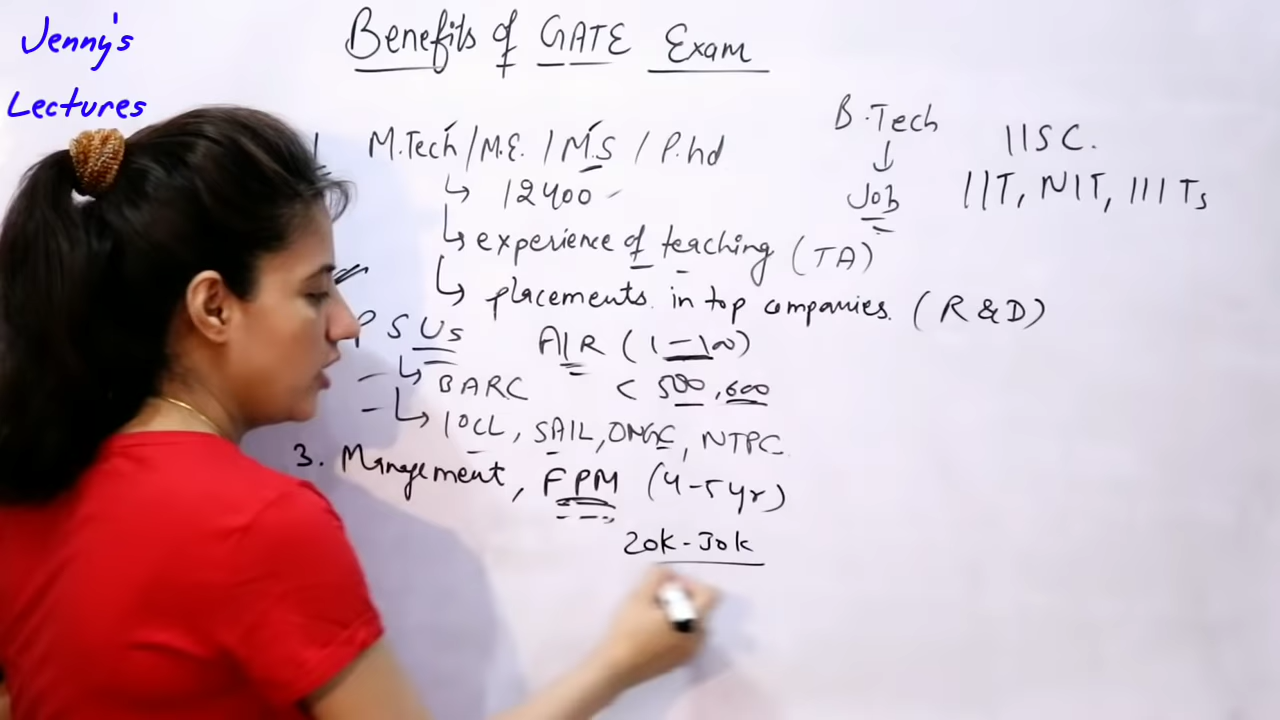 Jenny's
Lectures
Benefits of GATE Exam
M.Tech / M.E. / M.S / P.hd
↳ 12400
↳ experience of teaching (TA)
↳ placements in top companies. (R & D)
B.Tech
↓
Job
IISC.
IIT, NIT, IIITs
PSUs AIR (1-100)
↳ BARC < 500, 600
↳ IOCL, SAIL, ONGC, NTPC.
3. Management, FPM (4-5 yr)
20k-30k